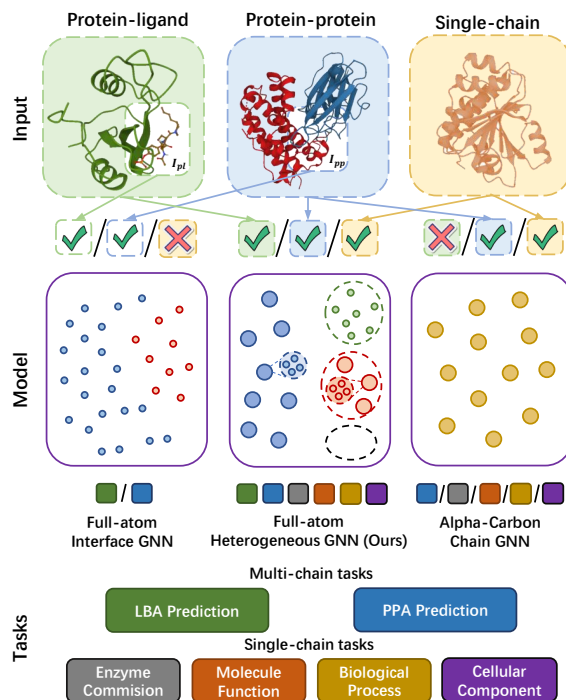 Protein-ligand Protein-protein Single-chain
Input
I_pl
I_pp
/ / / / / /
Model
/ / / / /
Full-atom
Interface GNN
Full-atom
Heterogeneous GNN (Ours)
Alpha-Carbon
Chain GNN
Tasks
Multi-chain tasks
LBA Prediction PPA Prediction
Single-chain tasks
Enzyme
Commision
Molecule
Function
Biological
Process
Cellular
Component